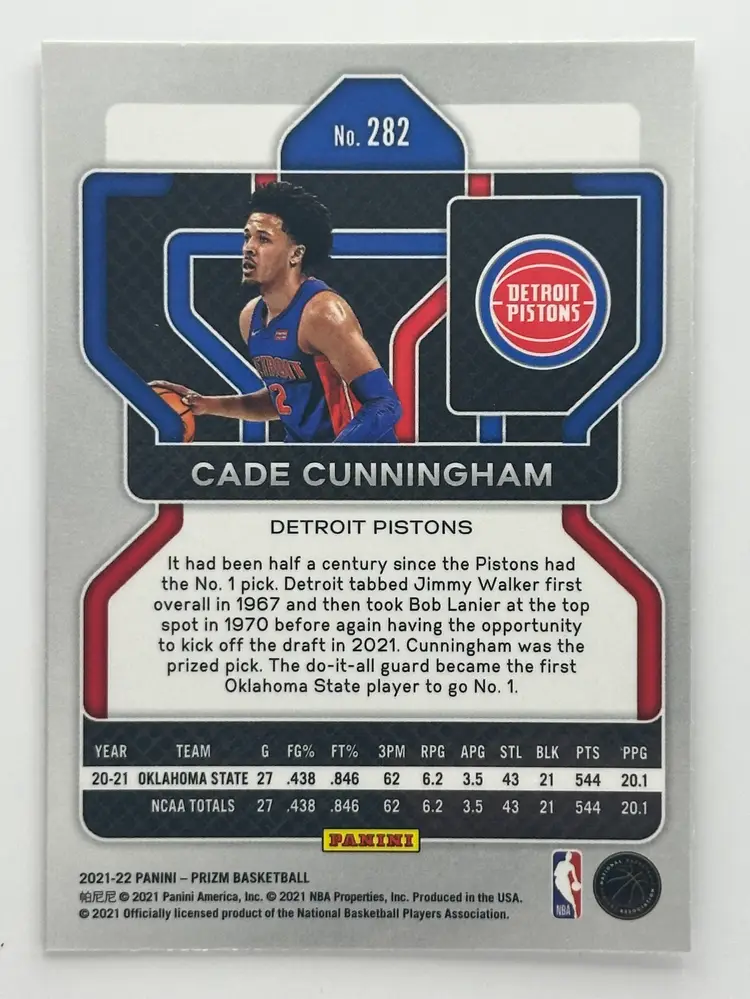 No. 282
DETROIT
PISTONS
CADE CUNNINGHAM
DETROIT PISTONS
It had been half a century since the Pistons had
the No. 1 pick. Detroit tabbed Jimmy Walker first
overall in 1967 and then took Bob Lanier at the top
spot in 1970 before again having the opportunity
to kick off the draft in 2021. Cunningham was the
prized pick. The do-it-all guard became the first
Oklahoma State player to go No. 1.
YEAR TEAM G FG% FT% 3PM RPG APG STL BLK PTS PPG
20-21 OKLAHOMA STATE 27 .438 .846 62 6.2 3.5 43 21 544 20.1
NCAA TOTALS 27 .438 .846 62 6.2 3.5 43 21 544 20.1
PANINI
2021-22 PANINI – PRIZM BASKETBALL
帕尼尼 © 2021 Panini America, Inc. © 2021 NBA Properties, Inc. Produced in the USA.
© 2021 Officially licensed product of the National Basketball Players Association.
NBA